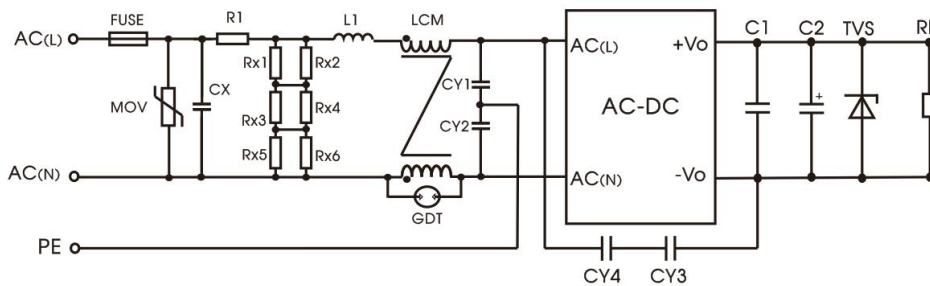 FUSE R1 L1 LCM C1 C2 TVS
AC(L) AC(L) +Vo
Rx1 Rx2
MOV CX Rx3 Rx4 CY1 AC-DC +
CY2
Rx5 Rx6
AC(N) AC(N) -Vo
GDT
PE
CY4 CY3